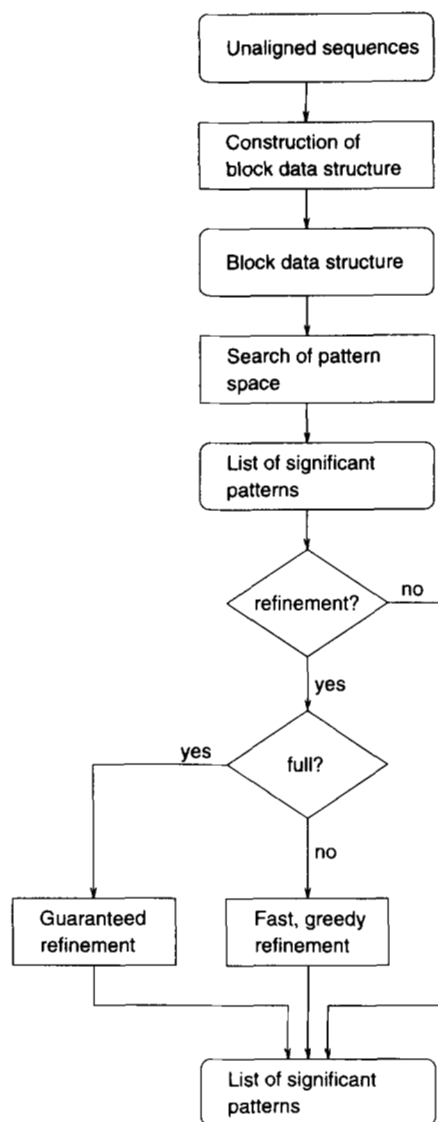 Unaligned sequences
Construction of
block data structure
Block data structure
Search of pattern
space
List of significant
patterns
refinement?
no
yes
full?
yes
no
Guaranteed
refinement
Fast, greedy
refinement
List of significant
patterns